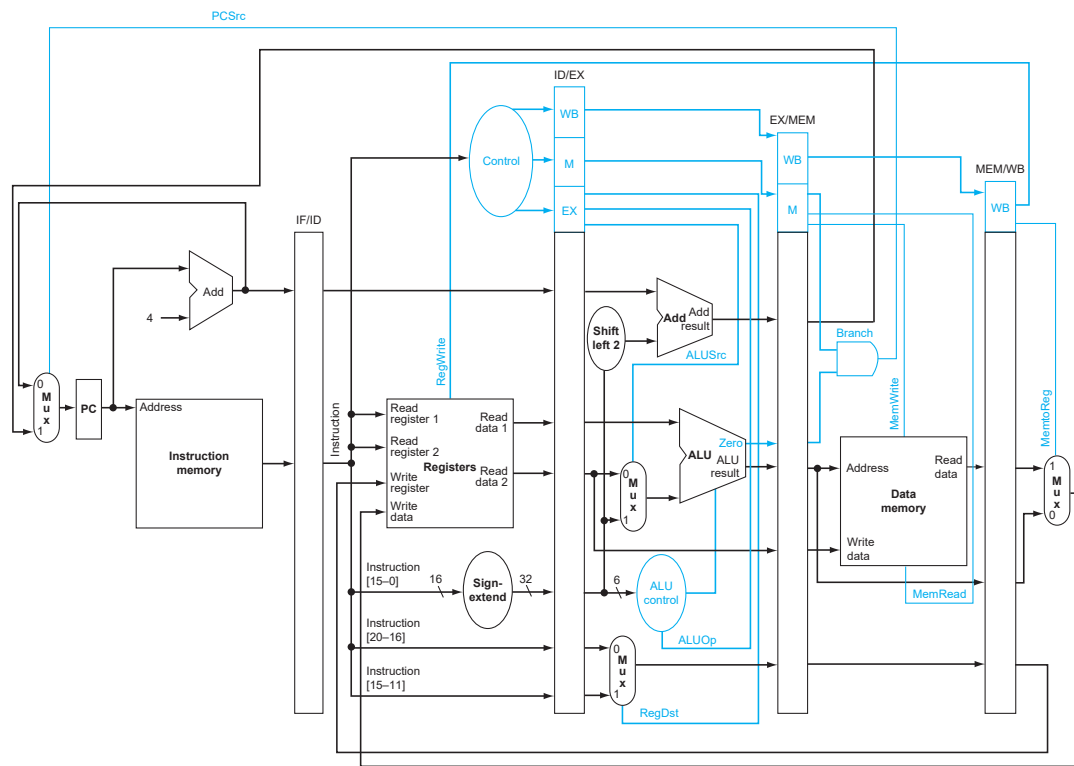 PCSrc
ID/EX
WB
EX/MEM
Control
M
WB
MEM/WB
EX
M
WB
IF/ID
Add
4
Add
Add
result
Shift
left 2
Branch
RegWrite
ALUSrc
MemWrite
MemtoReg
0
M
u
x
1
PC
Address
Instruction
memory
Instruction
Read
register 1
Read
data 1
Read
register 2
Registers
Read
data 2
Write
register
Write
data
Zero
ALU
ALU
result
0
M
u
x
1
Address
Read
data
Data
memory
Write
data
1
M
u
x
0
Instruction
[15–0]
16
Sign-
extend
32
6
ALU
control
MemRead
Instruction
[20–16]
ALUOp
0
M
u
x
1
Instruction
[15–11]
RegDst